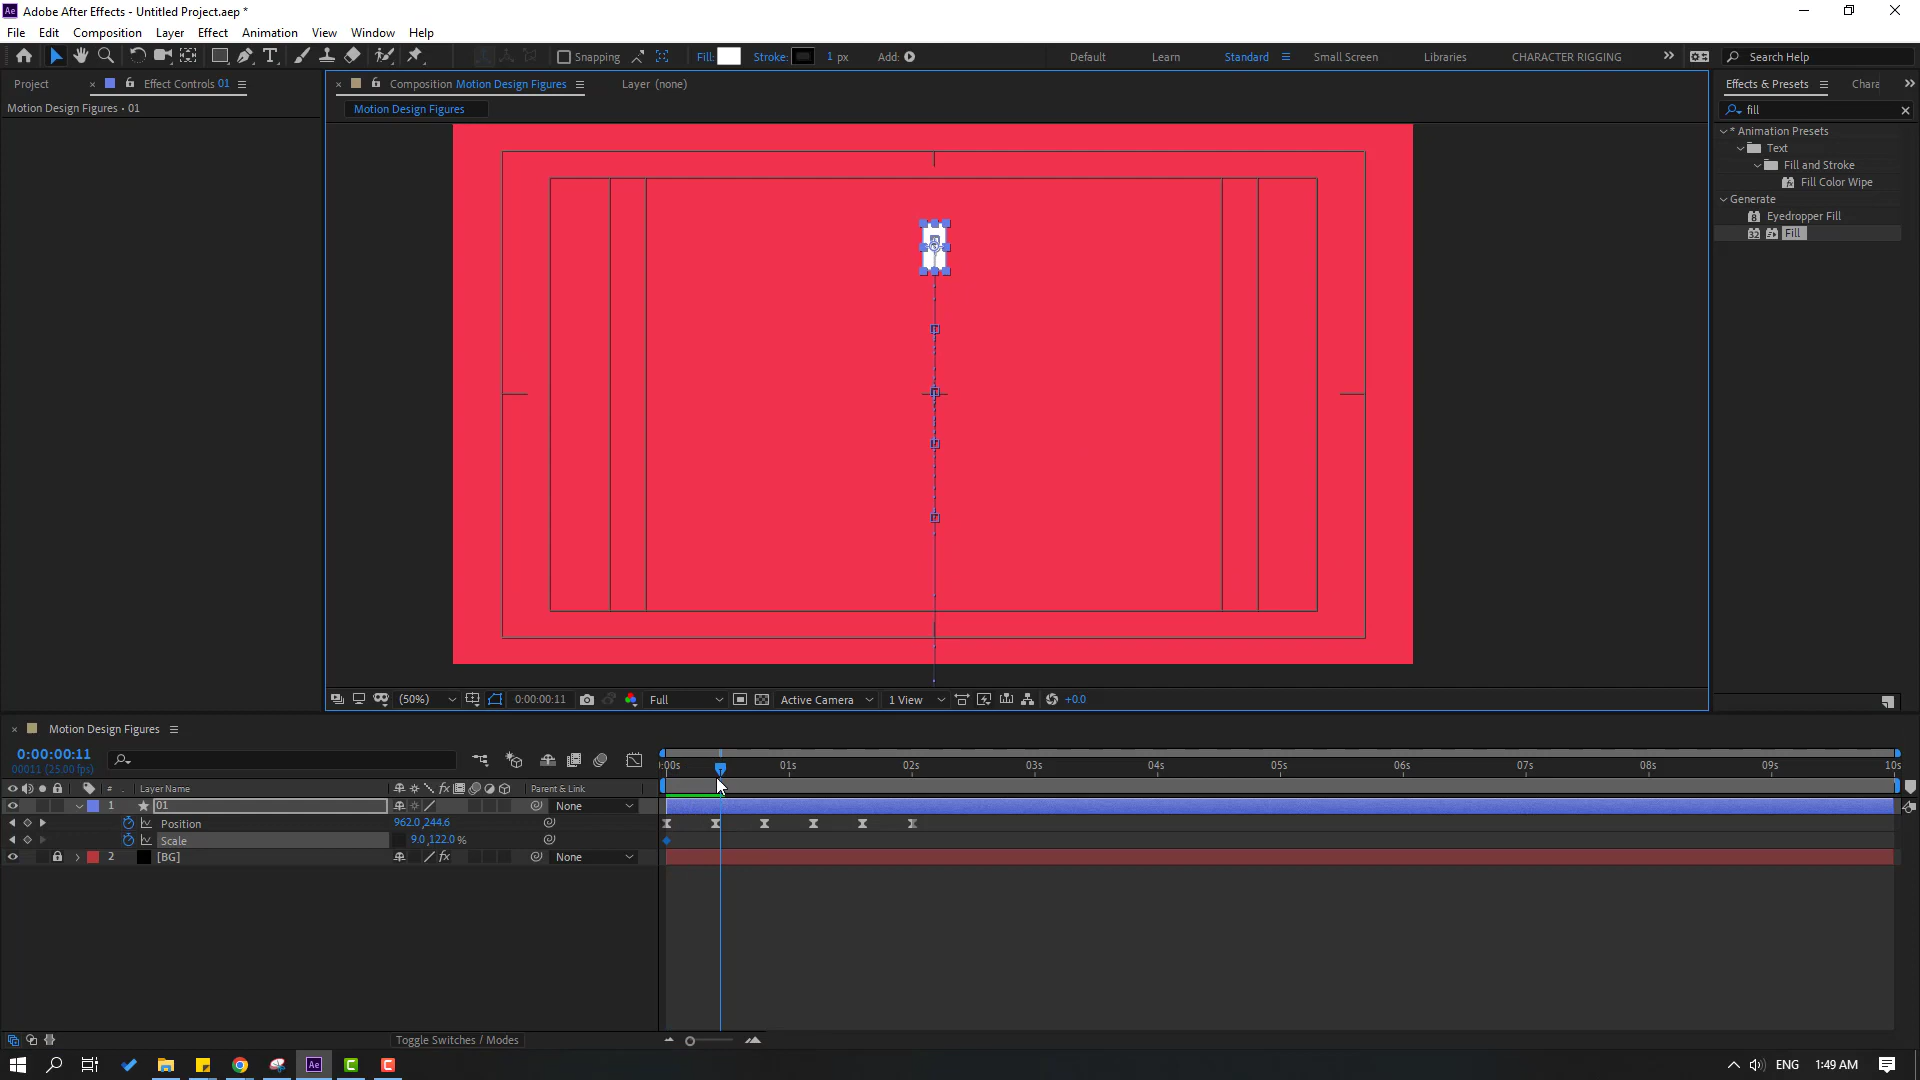 Adobe After Effects - Untitled Project.aep *
File Edit Composition Layer Effect Animation View Window Help
Snapping Fill: Stroke: 1 px Add: Default Learn Standard Small Screen Libraries CHARACTER RIGGING Search Help
Project Effect Controls 01 Composition Motion Design Figures Layer (none) Effects & Presets Chara
Motion Design Figures • 01
Motion Design Figures
fill
* Animation Presets
Text
Fill and Stroke
Fill Color Wipe
Generate
Eyedropper Fill
Fill
(50%) 0:00:00:11 Full Active Camera 1 View +0.0
Motion Design Figures
0:00:00:11
00011 (25.00 fps)
:00s 01s 02s 03s 04s 05s 06s 07s 08s 09s 10s
# Layer Name Parent & Link
1 01 None
Position 962.0,244.6
Scale 9.0,122.0 %
2 [BG] None
Toggle Switches / Modes
ENG 1:49 AM